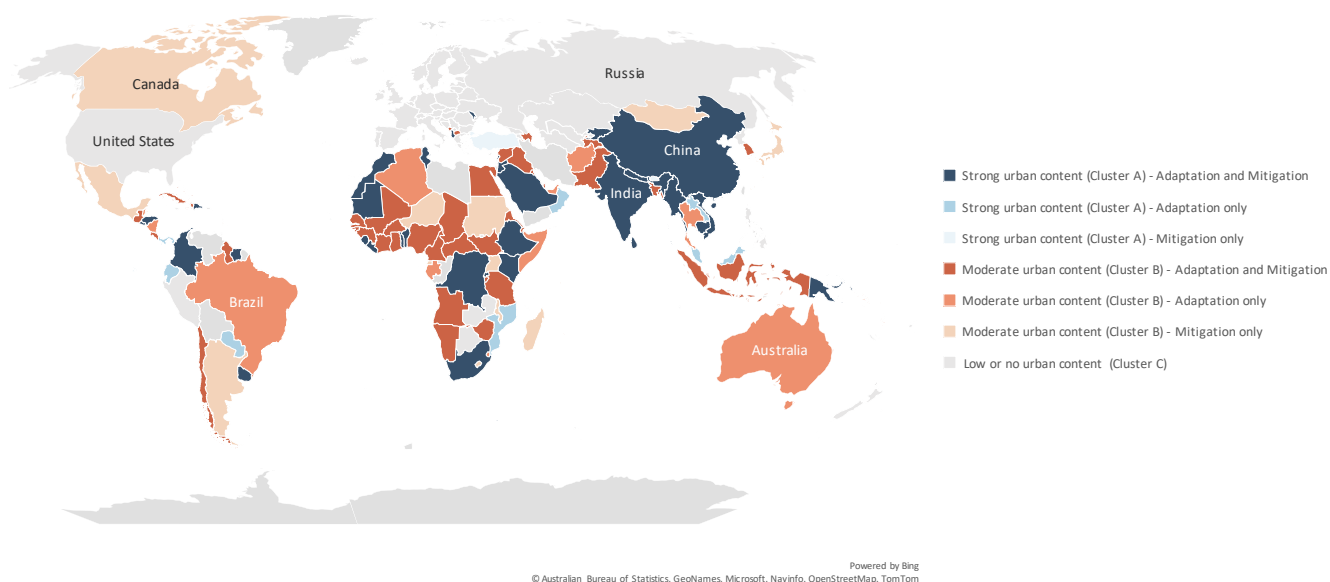 Canada
Russia
United States
China
India
Brazil
Australia
Strong urban content (Cluster A) - Adaptation and Mitigation
Strong urban content (Cluster A) - Adaptation only
Strong urban content (Cluster A) - Mitigation only
Moderate urban content (Cluster B) - Adaptation and Mitigation
Moderate urban content (Cluster B) - Adaptation only
Moderate urban content (Cluster B) - Mitigation only
Low or no urban content (Cluster C)
Powered by Bing
© Australian Bureau of Statistics, GeoNames, Microsoft, Navinfo, OpenStreetMap, TomTom